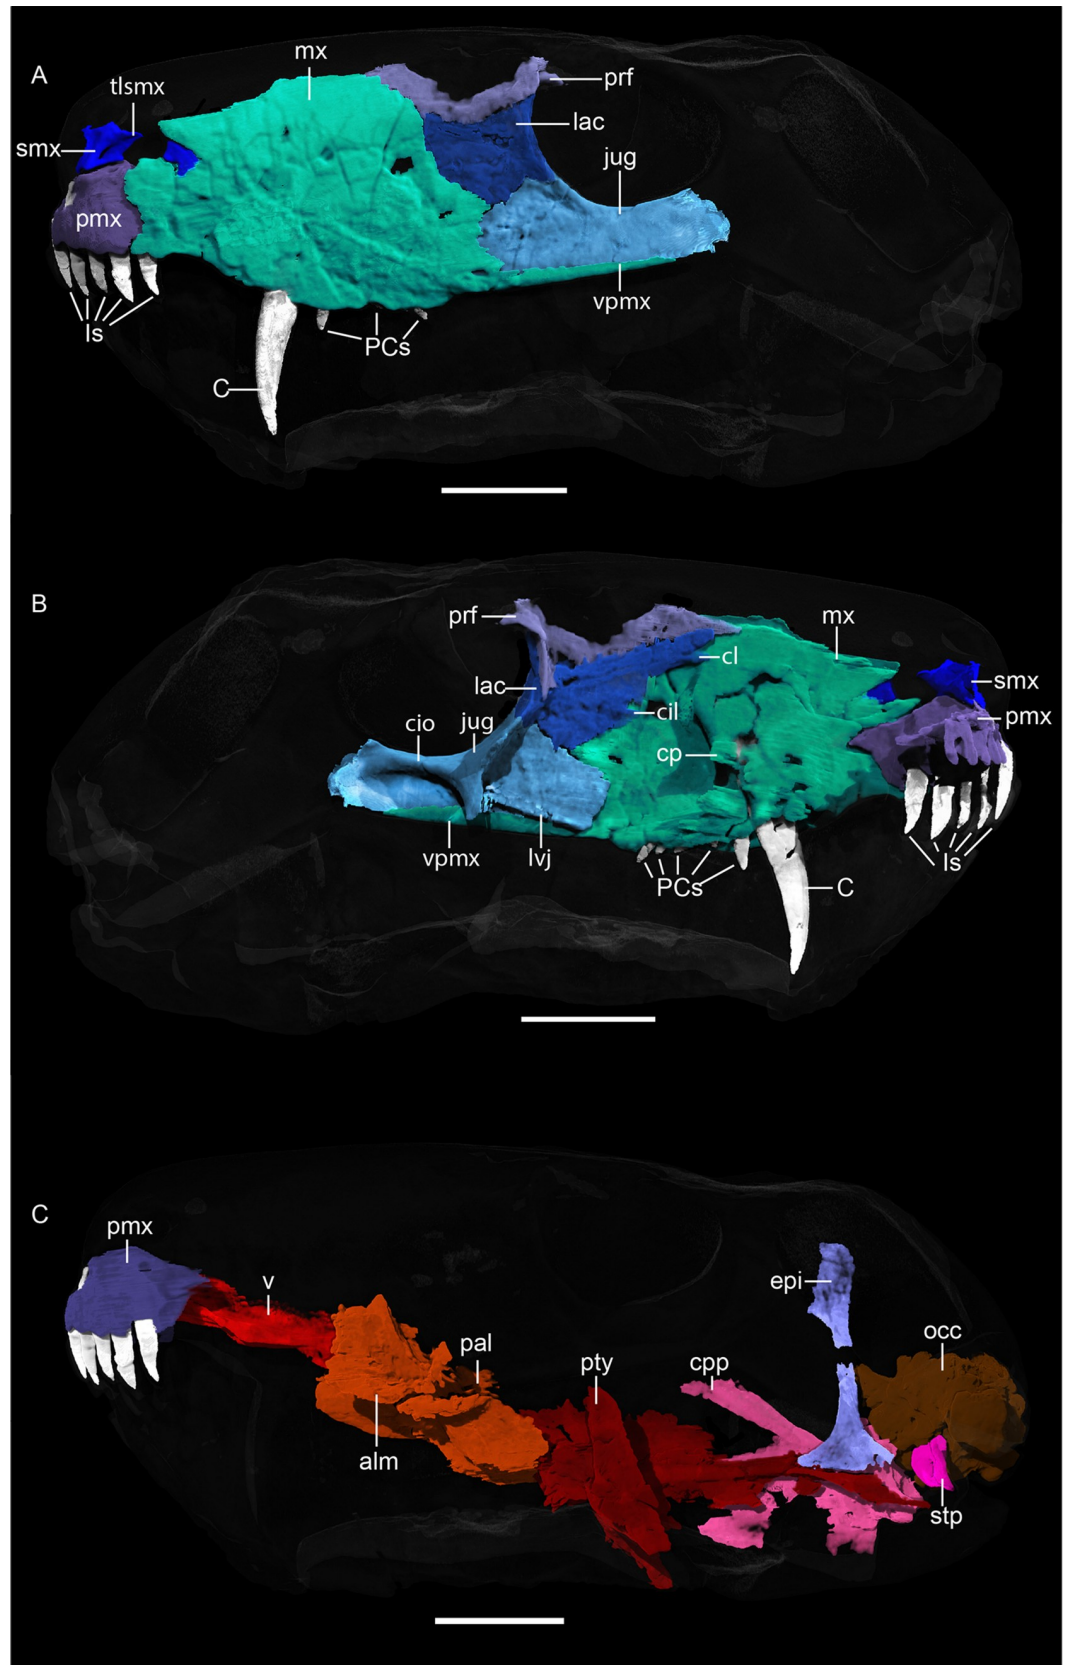 A
mx
tlsmx
prf
lac
smx
jug
pmx
vpmx
Is
PCs
C
B
prf
mx
cl
lac
smx
cil
pmx
cio
jug
cp
vpmx
lvj
Is
PCs
C
C
pmx
v
epi
occ
pal
pty
cpp
alm
stp